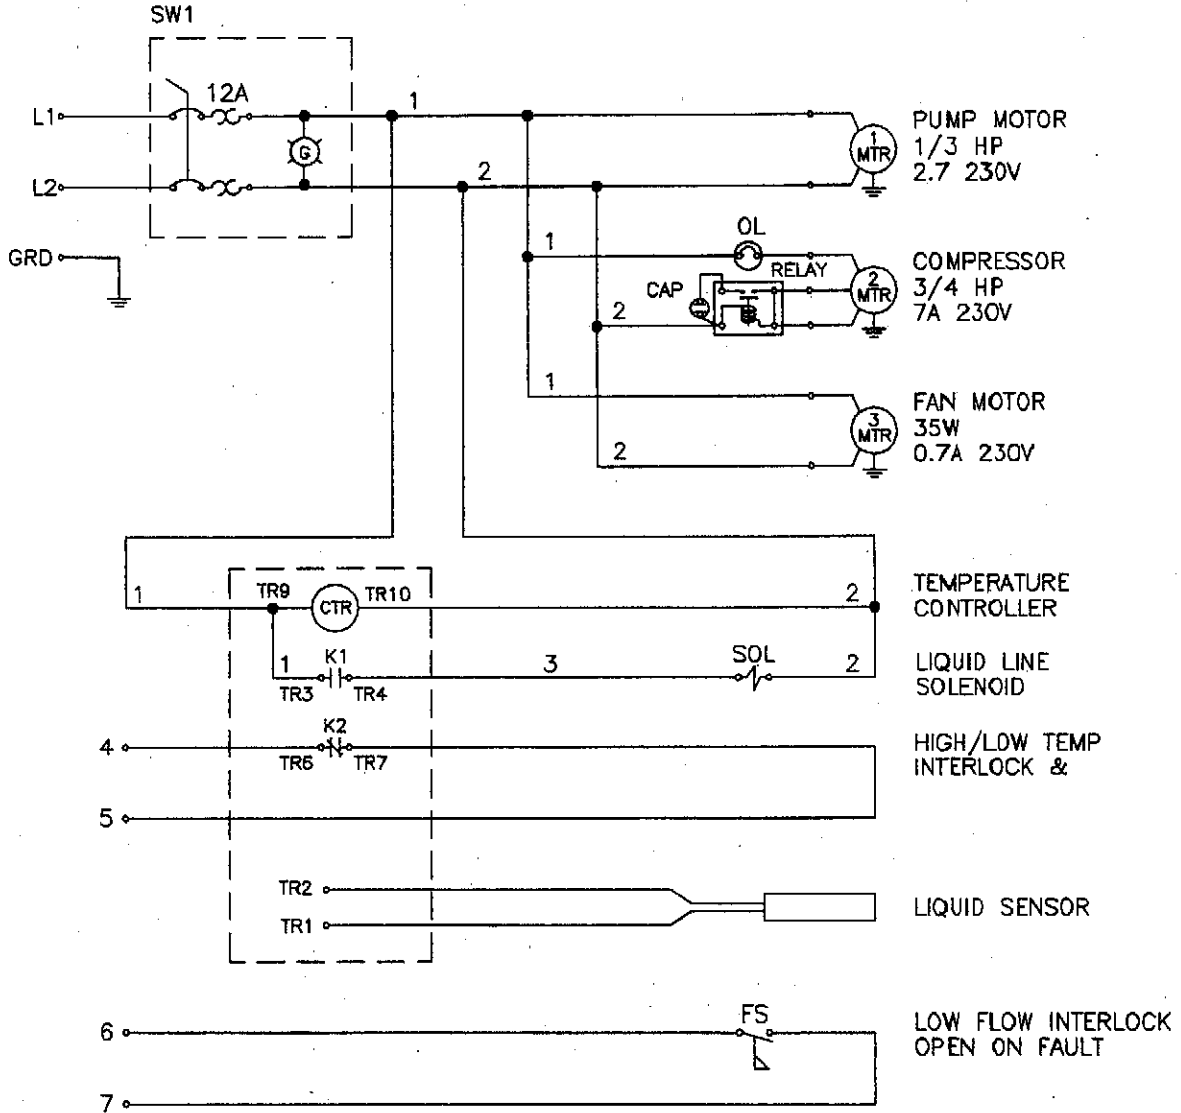 SW1
12A
L1
1
G
L2
2
1
MTR
PUMP MOTOR
1/3 HP
2.7 230V
GRD
1
OL
CAP
RELAY
2
2
MTR
COMPRESSOR
3/4 HP
7A 230V
1
2
3
MTR
FAN MOTOR
35W
0.7A 230V
1
TR9
CTR
TR10
2
TEMPERATURE
CONTROLLER
1
K1
TR3
TR4
3
SOL
2
LIQUID LINE
SOLENOID
4
K2
TR6
TR7
HIGH/LOW TEMP
INTERLOCK &
5
TR2
TR1
LIQUID SENSOR
6
FS
LOW FLOW INTERLOCK
OPEN ON FAULT
7